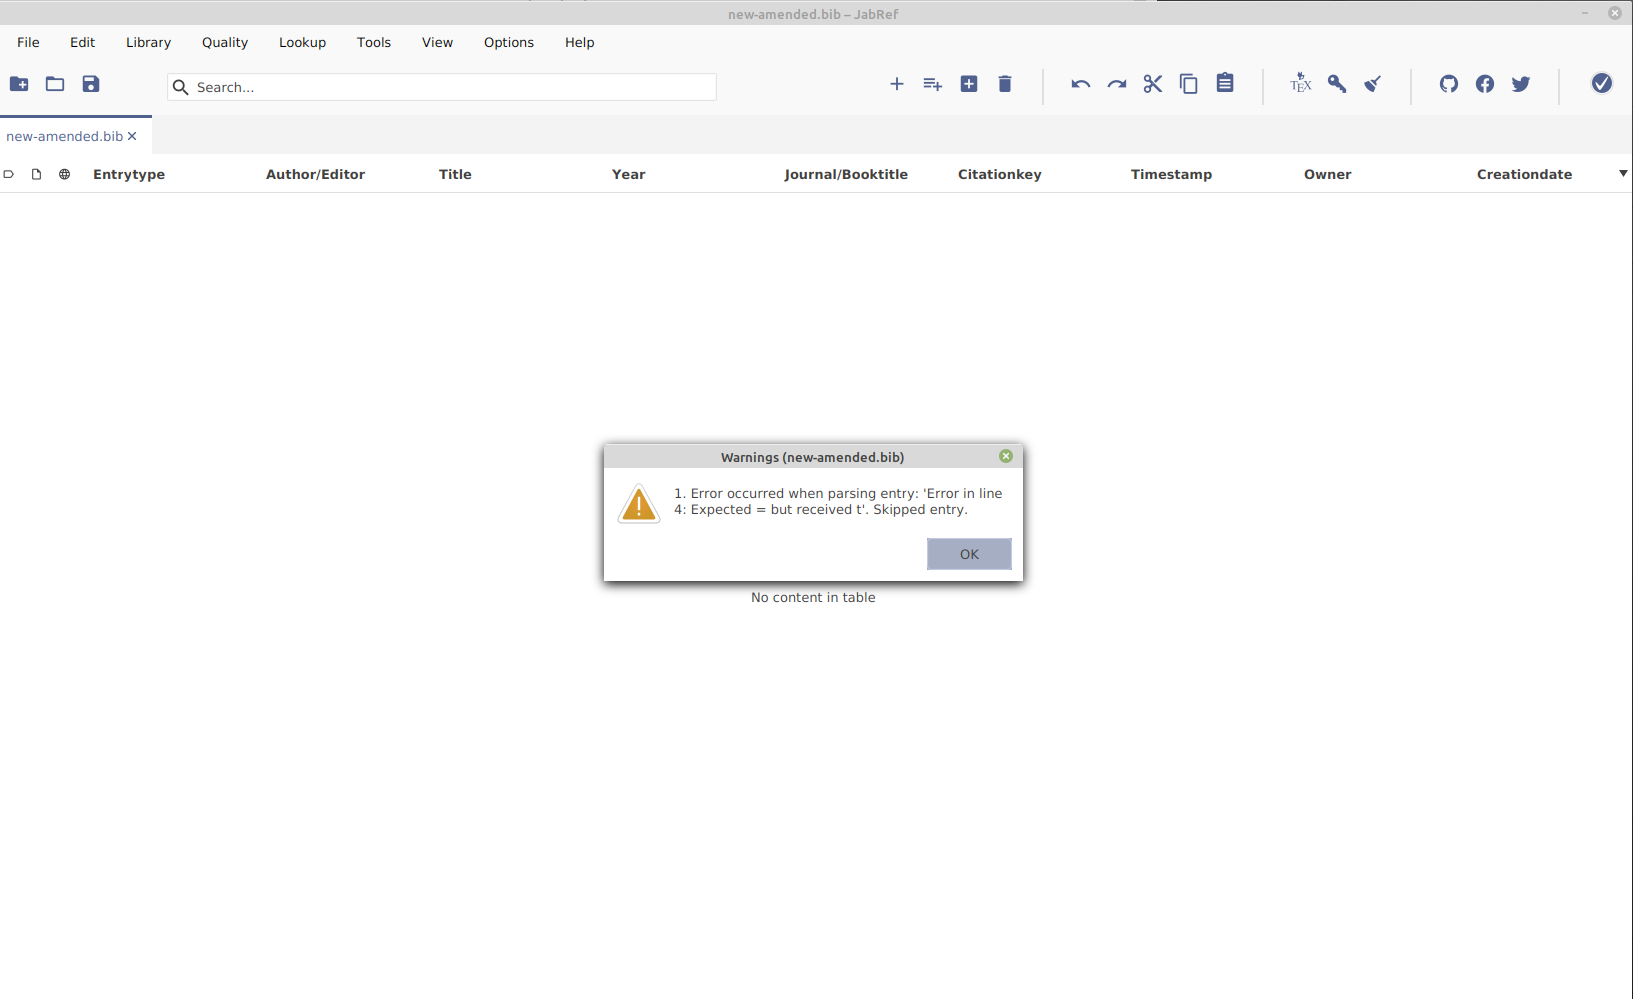 new-amended.bib – JabRef
File Edit Library Quality Lookup Tools View Options Help
Search...
TEX
new-amended.bib
Entrytype Author/Editor Title Year Journal/Booktitle Citationkey Timestamp Owner Creationdate
Warnings (new-amended.bib)
1. Error occurred when parsing entry: 'Error in line
4: Expected = but received t'. Skipped entry.
OK
No content in table